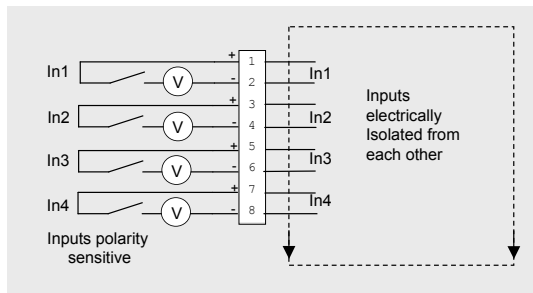 + 1
In1 V - 2 In1
+ 3
In2 V - 4 In2
+ 5
In3 V - 6 In3
+ 7
In4 V - 8 In4
Inputs polarity
sensitive
Inputs
electrically
Isolated from
each other